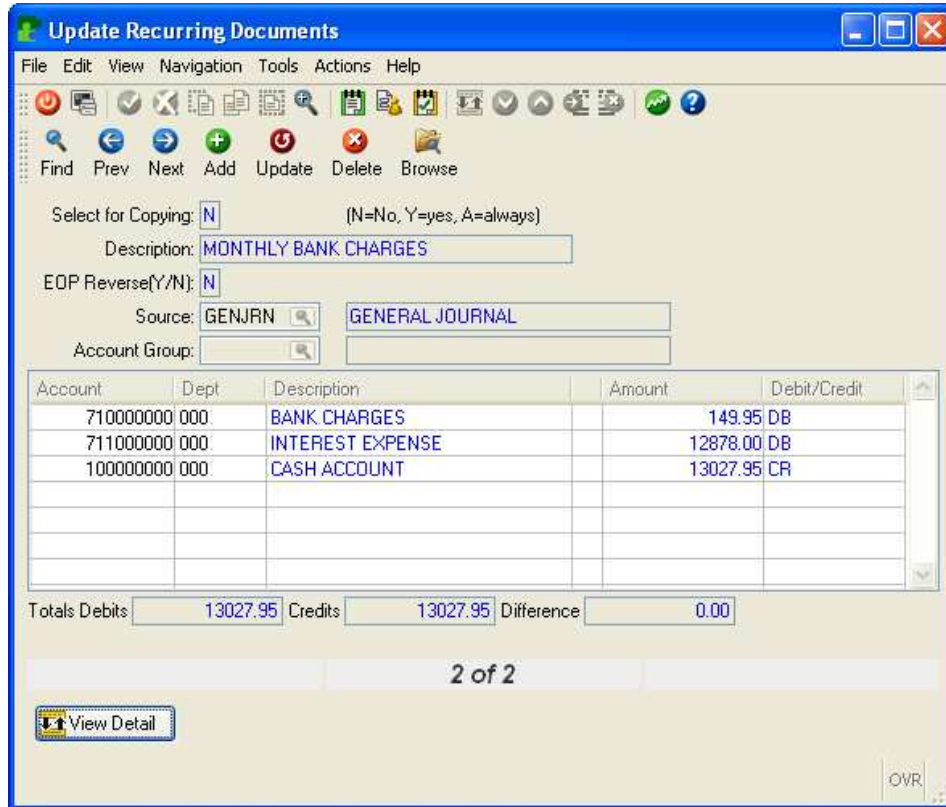 Update Recurring Documents
File Edit View Navigation Tools Actions Help
Find Prev Next Add Update Delete Browse
Select for Copying: N (N=No, Y=yes, A=always)
Description: MONTHLY BANK CHARGES
EOP Reverse(Y/N): N
Source: GENJRN GENERAL JOURNAL
Account Group:
Account Dept Description Amount Debit/Credit
710000000 000 BANK CHARGES 149.95 DB
711000000 000 INTEREST EXPENSE 12878.00 DB
100000000 000 CASH ACCOUNT 13027.95 CR
Totals Debits 13027.95 Credits 13027.95 Difference 0.00
2 of 2
View Detail
OVR